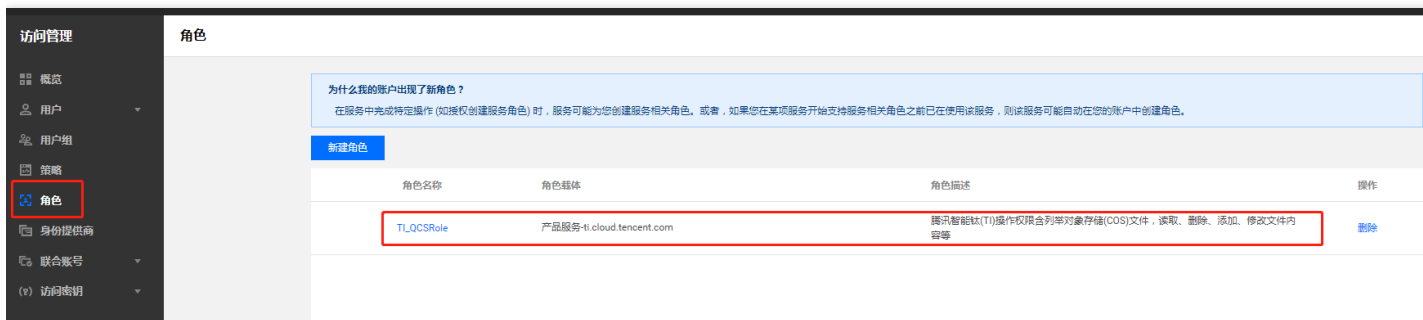 访问管理
角色
概览
用户
用户组
策略
角色
身份提供商
联合账号
访问密钥
为什么我的账户出现了新角色？
在服务中完成特定操作 (如授权创建服务角色) 时，服务可能为您创建服务相关角色。或者，如果您在某项服务开始支持服务相关角色之前已在使用该服务，则该服务可能自动在您的账户中创建角色。
新建角色
角色名称 角色载体 角色描述 操作
TI_QCSRole 产品服务-ti.cloud.tencent.com 腾讯智能钛(TI)操作权限含列举对象存储(COS)文件，读取、删除、添加、修改文件内 删除
容等